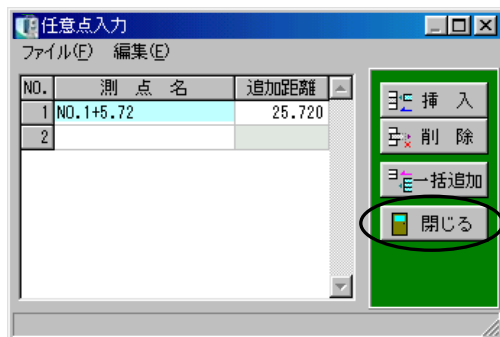 任意点入力
ファイル(F) 編集(E)
NO. 測 点 名 追加距離
1 NO.1+5.72 25.720
2
挿 入
削 除
一括追加
閉じる